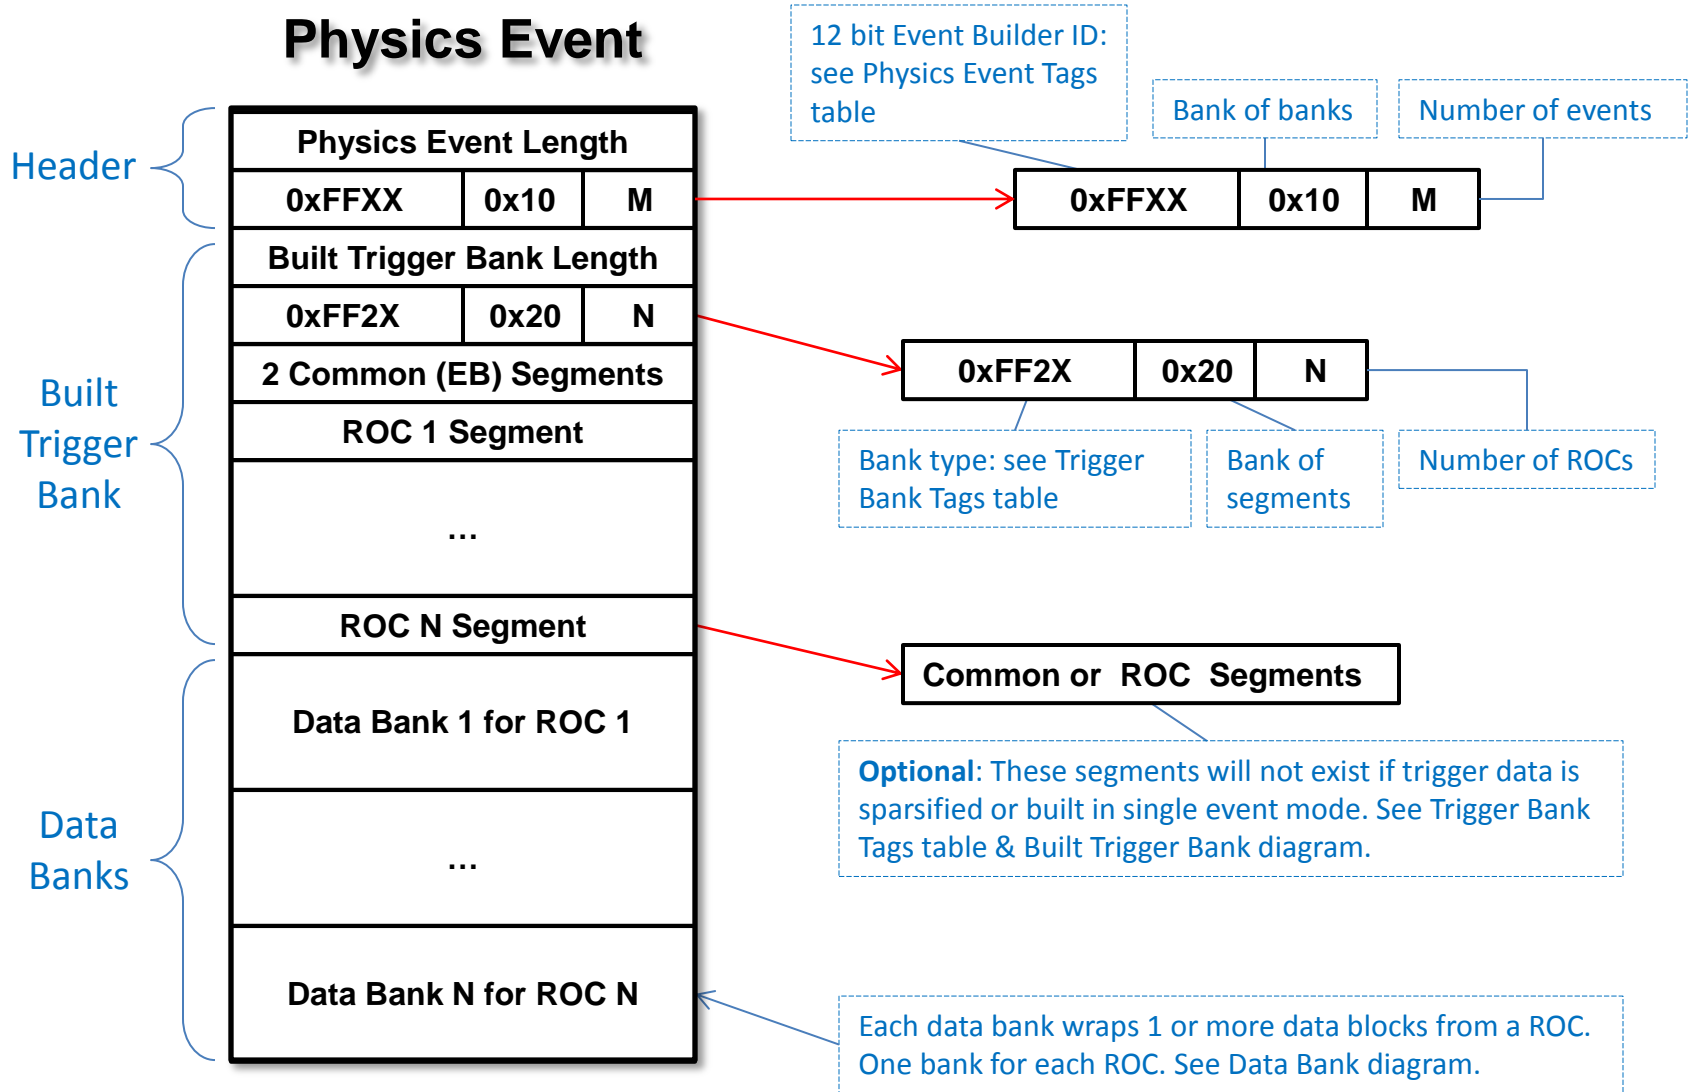 Physics Event
12 bit Event Builder ID:
see Physics Event Tags
table
Bank of banks
Number of events
Header
Physics Event Length
0xFFXX 0x10 M
0xFFXX 0x10 M
Built
Trigger
Bank
Built Trigger Bank Length
0xFF2X 0x20 N
0xFF2X 0x20 N
Bank type: see Trigger
Bank Tags table
Bank of
segments
Number of ROCs
2 Common (EB) Segments
ROC 1 Segment
...
ROC N Segment
Common or ROC Segments
Optional: These segments will not exist if trigger data is
sparsified or built in single event mode. See Trigger Bank
Tags table & Built Trigger Bank diagram.
Data
Banks
Data Bank 1 for ROC 1
...
Data Bank N for ROC N
Each data bank wraps 1 or more data blocks from a ROC.
One bank for each ROC. See Data Bank diagram.